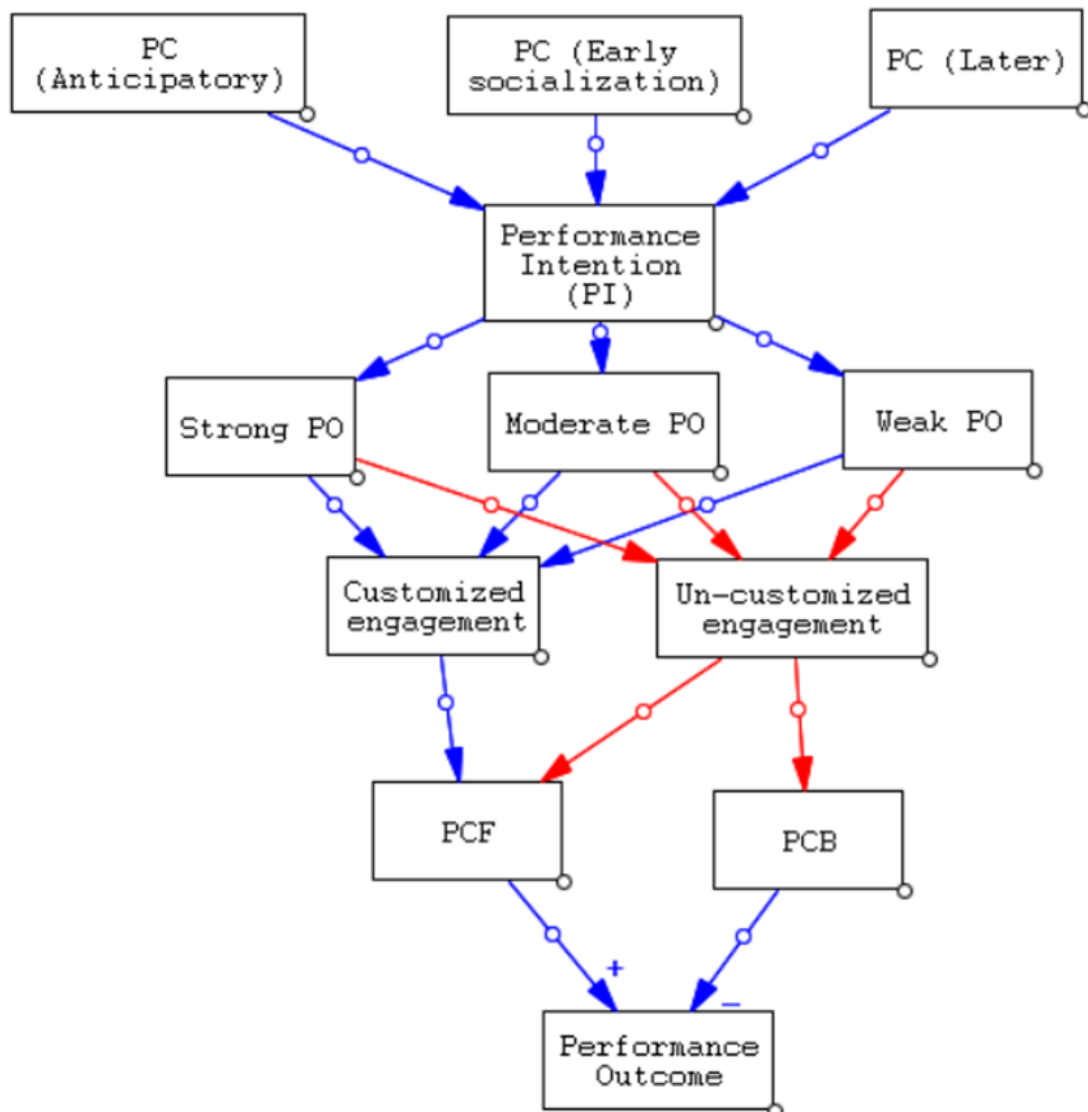 PC
(Anticipatory)
PC (Early
socialization)
PC (Later)
Performance
Intention
(PI)
Strong PO
Moderate PO
Weak PO
Customized
engagement
Un-customized
engagement
PCF
PCB
+
−
Performance
Outcome